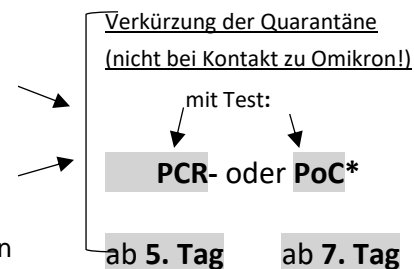 Verkürzung der Quarantäne
(nicht bei Kontakt zu Omikron!)
mit Test:
PCR- oder PoC*
n ab 5. Tag ab 7. Tag